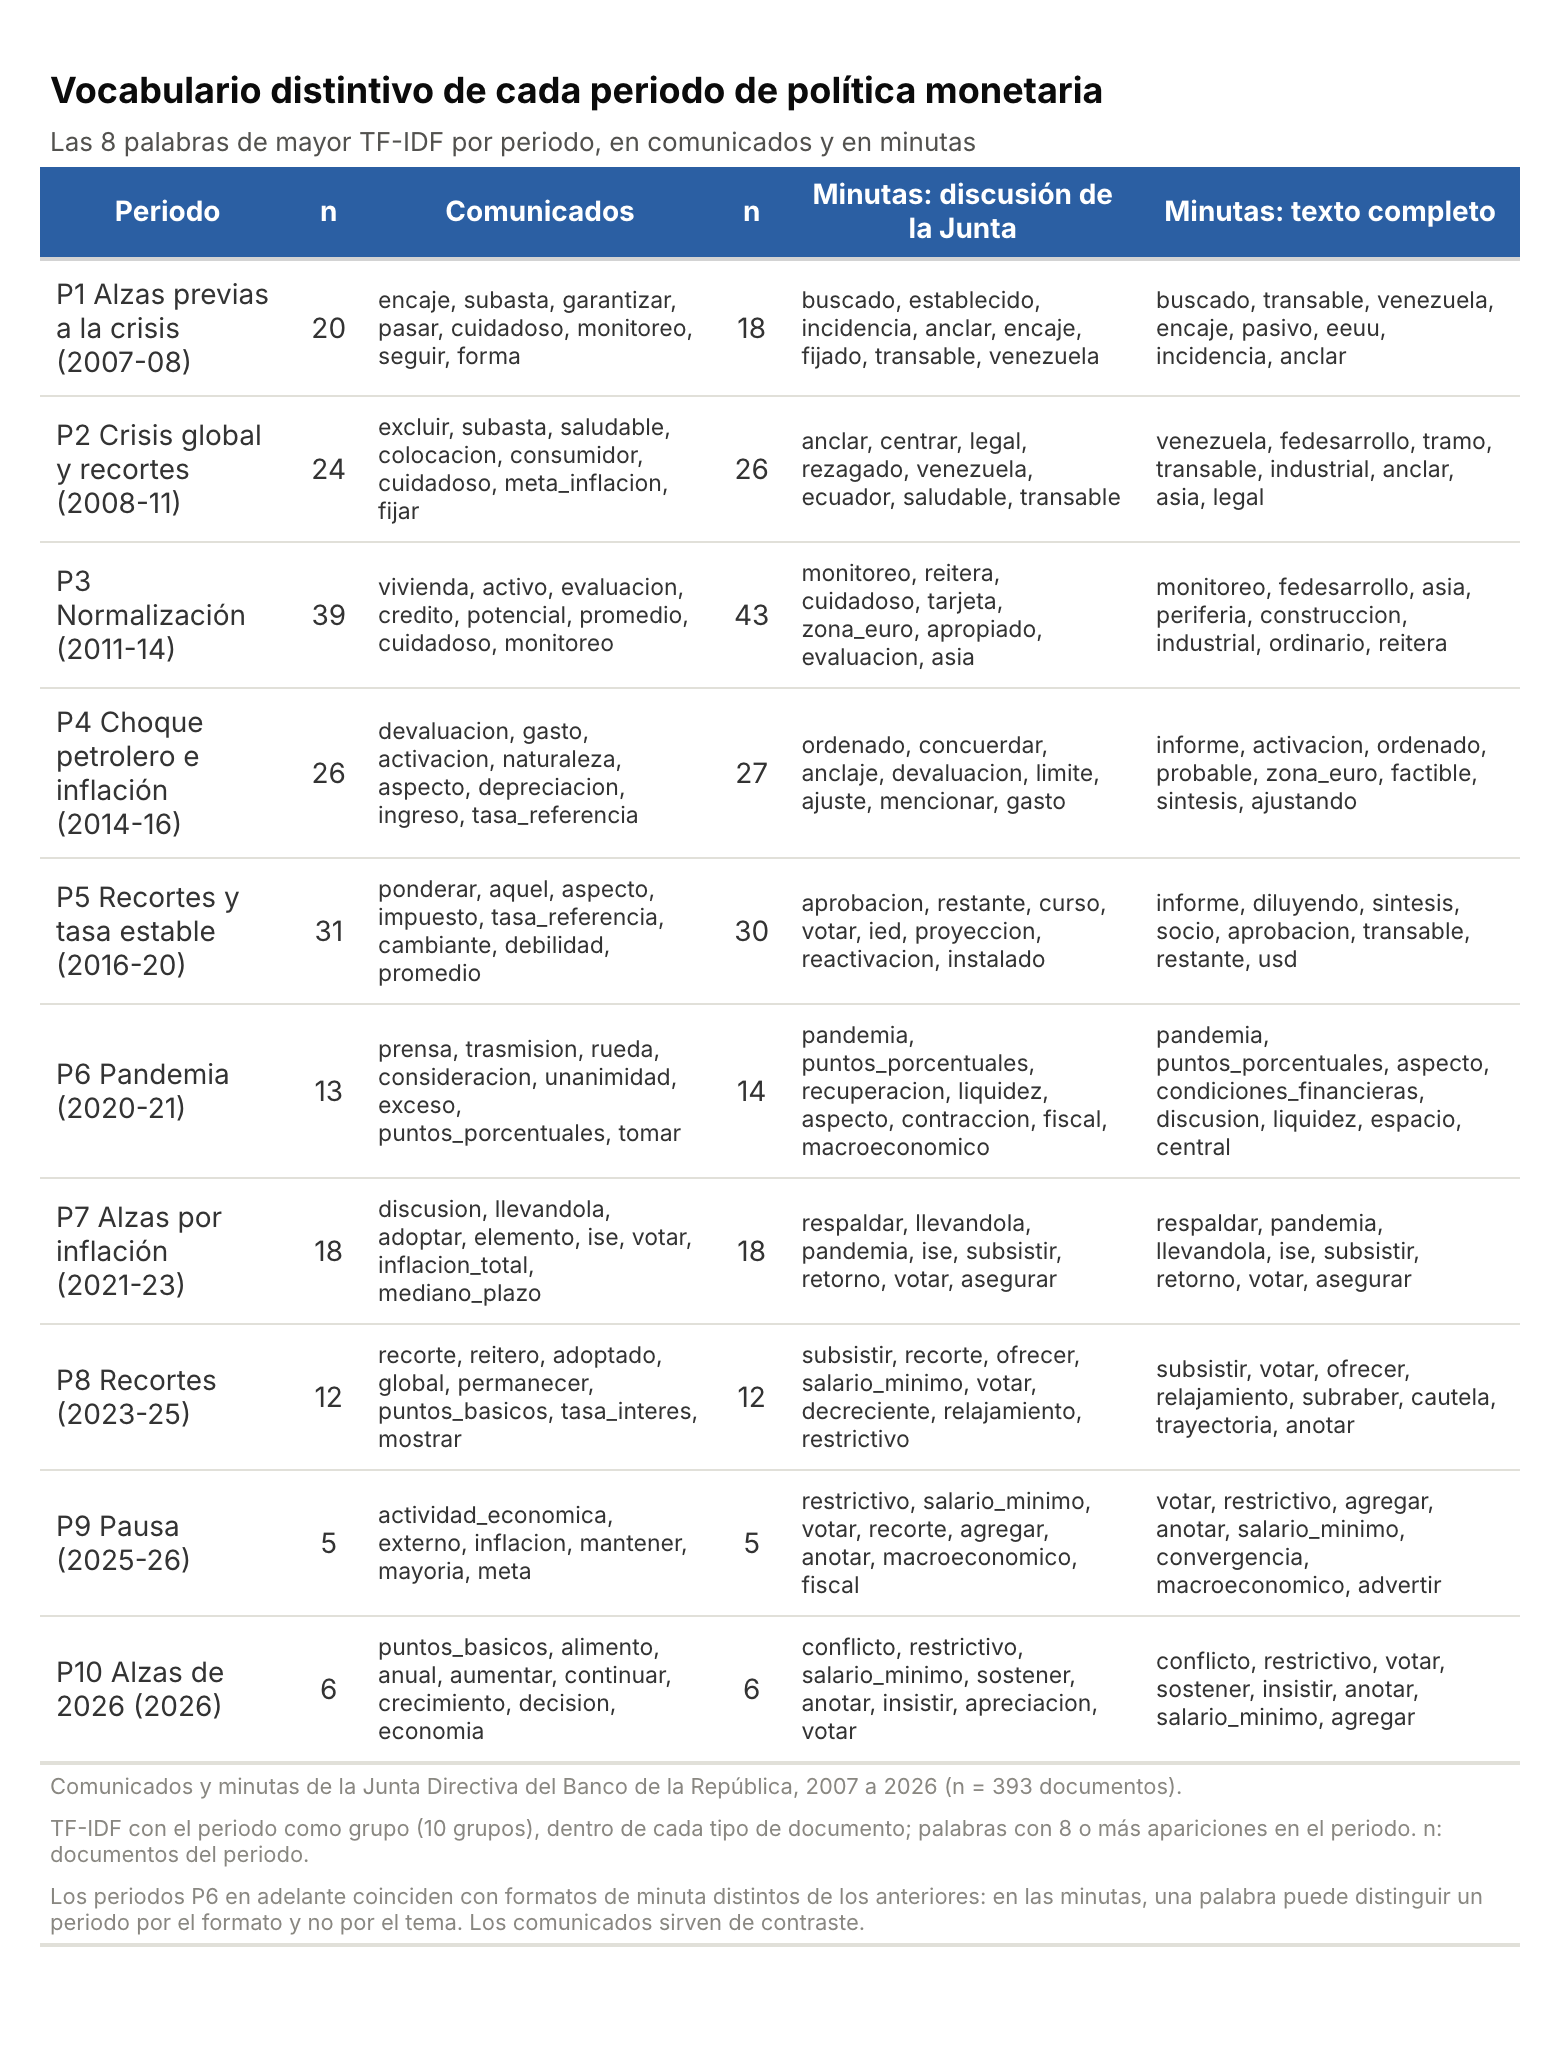 Vocabulario distintivo de cada periodo de política monetaria
Las 8 palabras de mayor TF-IDF por periodo, en comunicados y en minutas
Periodo n Comunicados n Minutas: discusión de la Junta Minutas: texto completo
P1 Alzas previas
a la crisis
(2007-08)
20
encaje, subasta, garantizar,
pasar, cuidadoso, monitoreo,
seguir, forma
18
buscado, establecido,
incidencia, anclar, encaje,
fijado, transable, venezuela
buscado, transable, venezuela,
encaje, pasivo, eeuu,
incidencia, anclar
P2 Crisis global
y recortes
(2008-11)
24
excluir, subasta, saludable,
colocacion, consumidor,
cuidadoso, meta_inflacion,
fijar
26
anclar, centrar, legal,
rezagado, venezuela,
ecuador, saludable, transable
venezuela, fedesarrollo, tramo,
transable, industrial, anclar,
asia, legal
P3
Normalización
(2011-14)
39
vivienda, activo, evaluacion,
credito, potencial, promedio,
cuidadoso, monitoreo
43
monitoreo, reitera,
cuidadoso, tarjeta,
zona_euro, apropiado,
evaluacion, asia
monitoreo, fedesarrollo, asia,
periferia, construccion,
industrial, ordinario, reitera
P4 Choque
petrolero e
inflación
(2014-16)
26
devaluacion, gasto,
activacion, naturaleza,
aspecto, depreciacion,
ingreso, tasa_referencia
27
ordenado, concuerdar,
anclaje, devaluacion, limite,
ajuste, mencionar, gasto
informe, activacion, ordenado,
probable, zona_euro, factible,
sintesis, ajustando
P5 Recortes y
tasa estable
(2016-20)
31
ponderar, aquel, aspecto,
impuesto, tasa_referencia,
cambiante, debilidad,
promedio
30
aprobacion, restante, curso,
votar, ied, proyeccion,
reactivacion, instalado
informe, diluyendo, sintesis,
socio, aprobacion, transable,
restante, usd
P6 Pandemia
(2020-21)
13
prensa, trasmision, rueda,
consideracion, unanimidad,
exceso,
puntos_porcentuales, tomar
14
pandemia,
puntos_porcentuales,
recuperacion, liquidez,
aspecto, contraccion, fiscal,
macroeconomico
pandemia,
puntos_porcentuales, aspecto,
condiciones_financieras,
discusion, liquidez, espacio,
central
P7 Alzas por
inflación
(2021-23)
18
discusion, llevandola,
adoptar, elemento, ise, votar,
inflacion_total,
mediano_plazo
18
respaldar, llevandola,
pandemia, ise, subsistir,
retorno, votar, asegurar
respaldar, pandemia,
llevandola, ise, subsistir,
retorno, votar, asegurar
P8 Recortes
(2023-25)
12
recorte, reitero, adoptado,
global, permanecer,
puntos_basicos, tasa_interes,
mostrar
12
subsistir, recorte, ofrecer,
salario_minimo, votar,
decreciente, relajamiento,
restrictivo
subsistir, votar, ofrecer,
relajamiento, subraber, cautela,
trayectoria, anotar
P9 Pausa
(2025-26)
5
actividad_economica,
externo, inflacion, mantener,
mayoria, meta
5
restrictivo, salario_minimo,
votar, recorte, agregar,
anotar, macroeconomico,
fiscal
votar, restrictivo, agregar,
anotar, salario_minimo,
convergencia,
macroeconomico, advertir
P10 Alzas de
2026 (2026)
6
puntos_basicos, alimento,
anual, aumentar, continuar,
crecimiento, decision,
economia
6
conflicto, restrictivo,
salario_minimo, sostener,
anotar, insistir, apreciacion,
votar
conflicto, restrictivo, votar,
sostener, insistir, anotar,
salario_minimo, agregar
Comunicados y minutas de la Junta Directiva del Banco de la República, 2007 a 2026 (n = 393 documentos).
TF-IDF con el periodo como grupo (10 grupos), dentro de cada tipo de documento; palabras con 8 o más apariciones en el periodo. n:
documentos del periodo.
Los periodos P6 en adelante coinciden con formatos de minuta distintos de los anteriores: en las minutas, una palabra puede distinguir un
periodo por el formato y no por el tema. Los comunicados sirven de contraste.